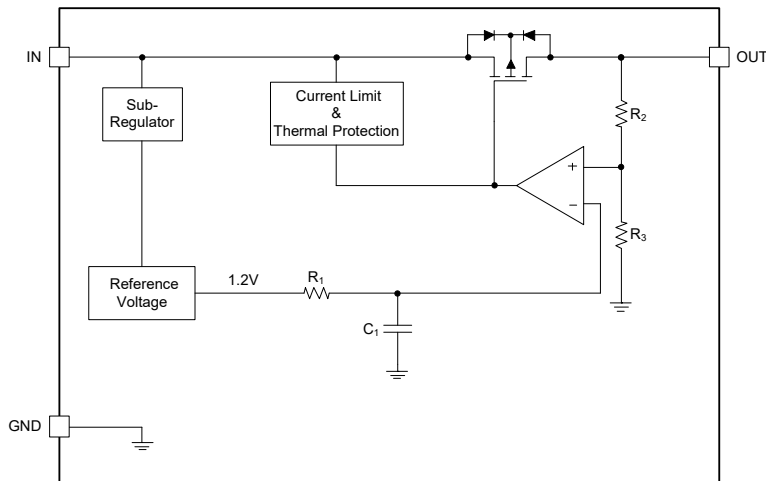 IN
OUT
Sub-
Regulator
Current Limit
&
Thermal Protection
R₂
+
−
R₃
Reference
Voltage
1.2V
R₁
C₁
GND